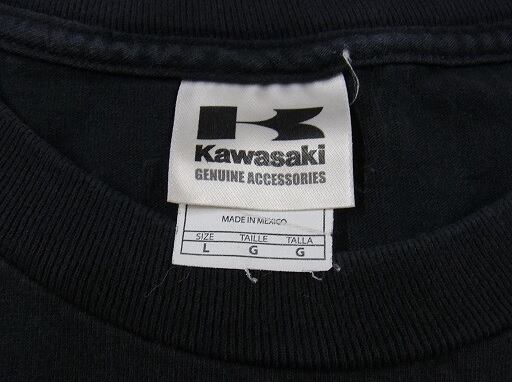 Kawasaki
GENUINE ACCESSORIES
MADE IN MEXICO
SIZE TAILLE TALLA
L G G